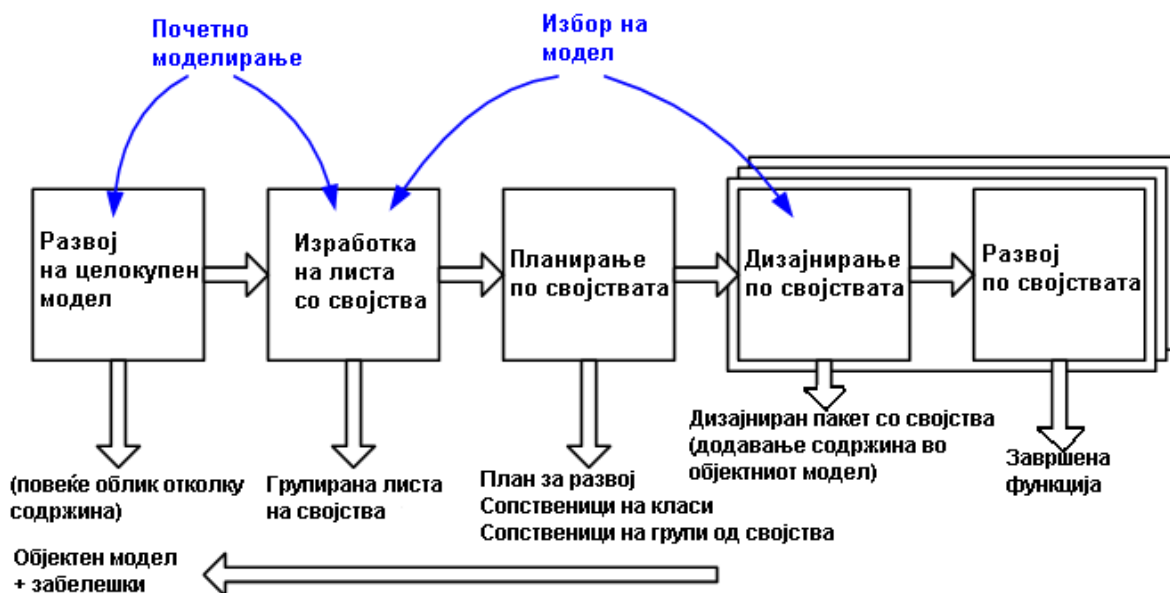 Почетно
моделирање
Избор на
модел
Развој
на целокупен
модел
Изработка
на листа
со својства
Планирање
по својствата
Дизајнирање
по својствата
Развој
по својствата
(повеќе облик отколку
содржина)
Групирана листа
на својства
План за развој
Сопственици на класи
Сопственици на групи од својства
Дизајниран пакет со својства
(додавање содржина во
објектниот модел)
Завршена
функција
Објектен модел
+ забелешки